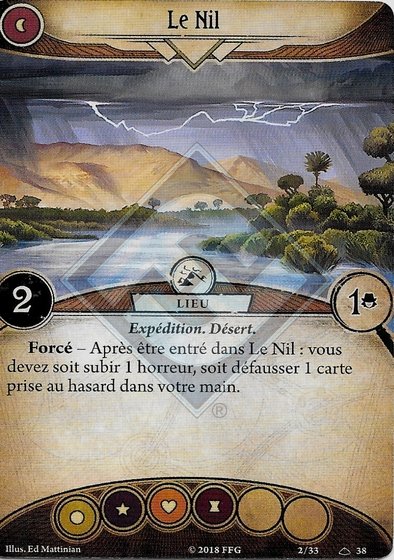 Le Nil
2
LIEU
1
Expédition. Désert.
Forcé – Après être entré dans Le Nil : vous
devez soit subir 1 horreur, soit défausser 1 carte
prise au hasard dans votre main.
®
Illus. Ed Mattinian
© 2018 FFG
2/33
38